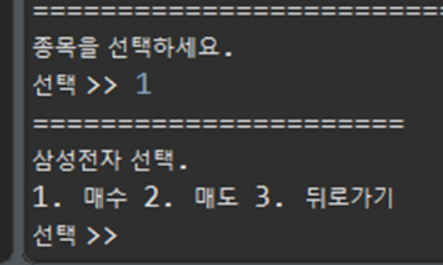 ==========================
종목을 선택하세요.
선택 >> 1
======================
삼성전자 선택.
1. 매수 2. 매도 3. 뒤로가기
선택 >>